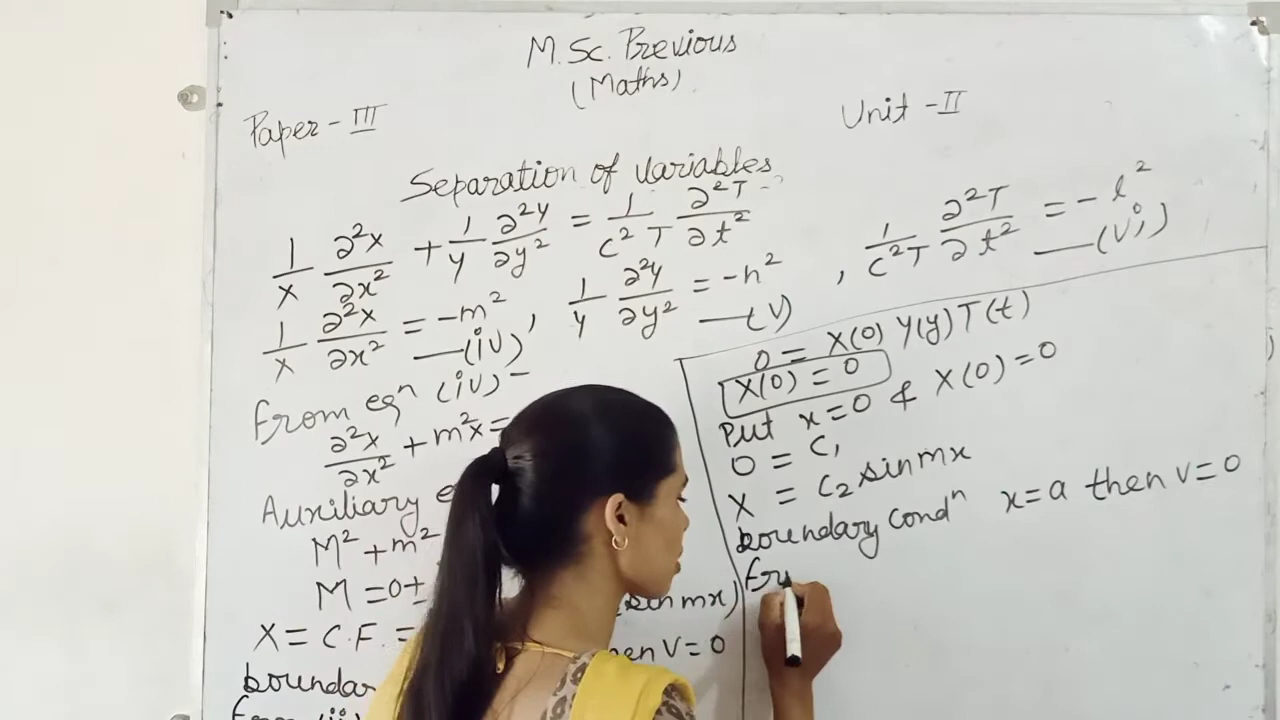 M.Sc. Previous
(Maths)
Paper - III
Unit - II
Separation of variables
1/X ∂²x/∂x² + 1/Y ∂²y/∂y² = 1/c²T ∂²T/∂t²
1/X ∂²x/∂x² = -m² —(iv) , 1/Y ∂²y/∂y² = -n² —(v) , 1/c²T ∂²T/∂t² = -l² —(vi)
From eqⁿ (iv) -
∂²x/∂x² + m²x =
Auxiliary e
M² + m²
M = 0±
X = C.F. = sin mx)
boundar hen V = 0
from (ii)
0 = X(0) Y(y) T(t)
X(0) = 0
Put x = 0 & X(0) = 0
0 = C₁
X = C₂ sin mx
boundary condⁿ x = a then v = 0